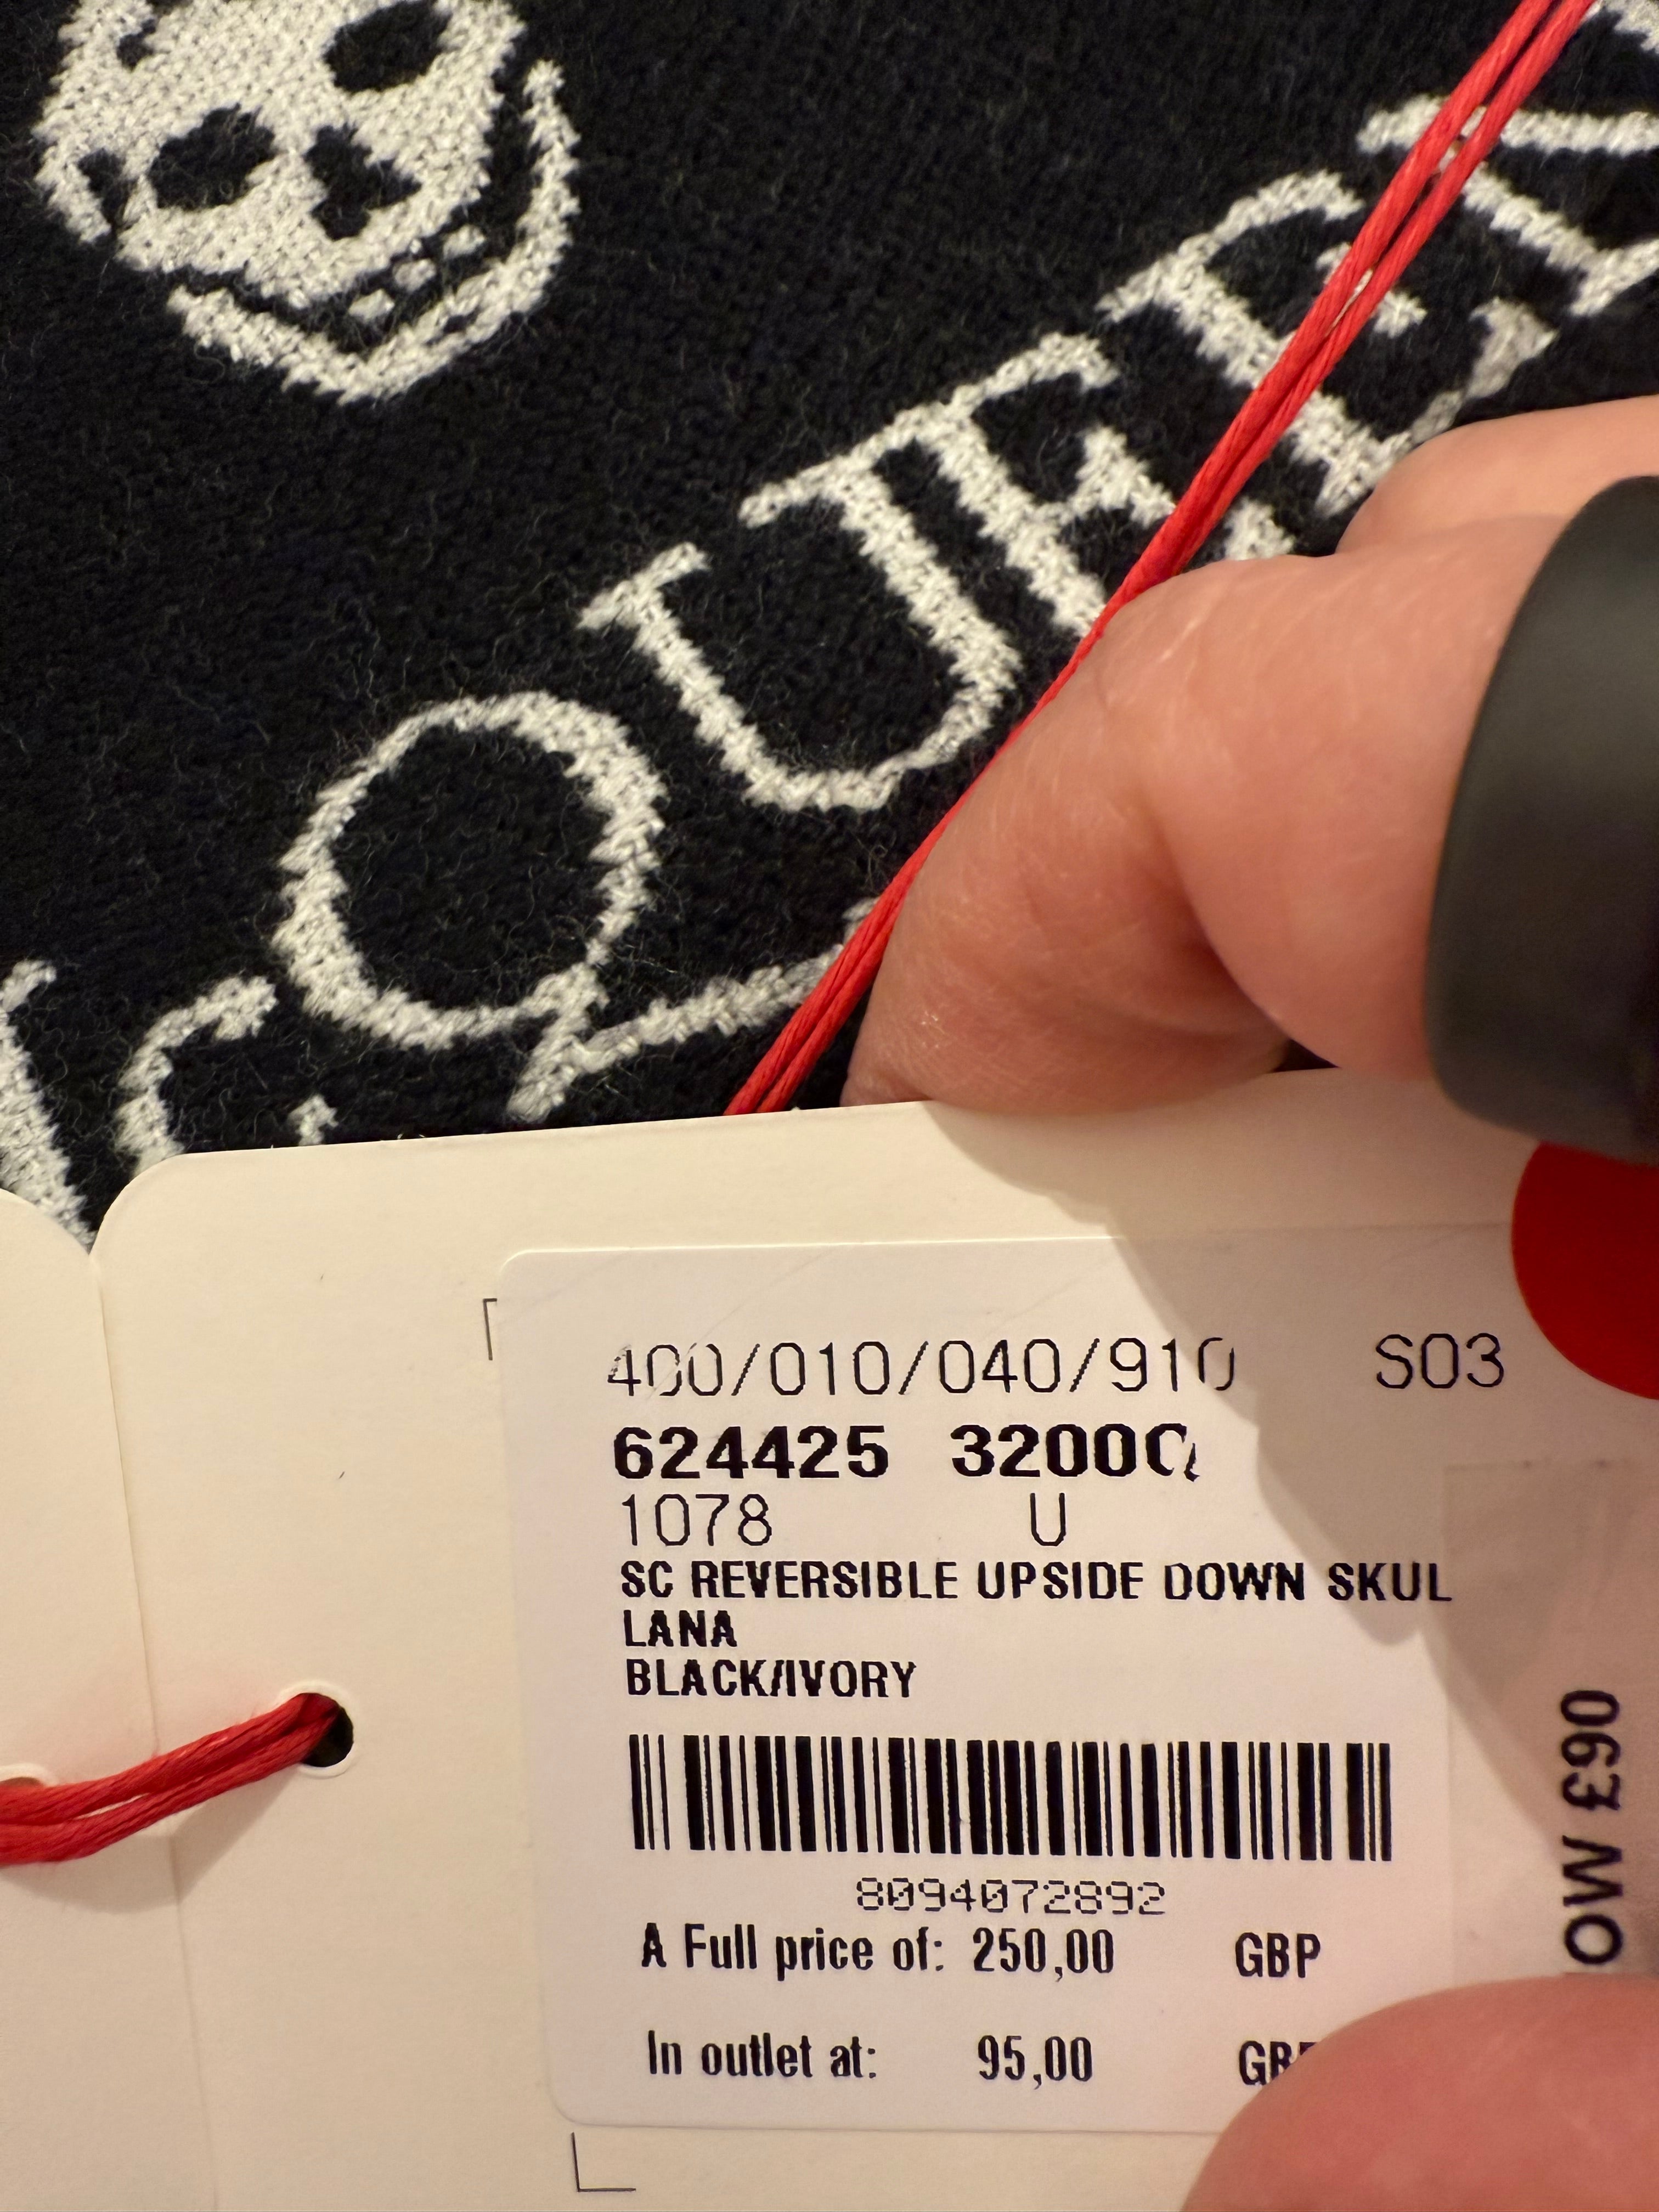 McQUEEN
400/010/040/910 S03
624425 3200Q
1078 U
SC REVERSIBLE UPSIDE DOWN SKUL
LANA
BLACK/IVORY
8094072892
A Full price of: 250,00 GBP
In outlet at: 95,00
OW £90